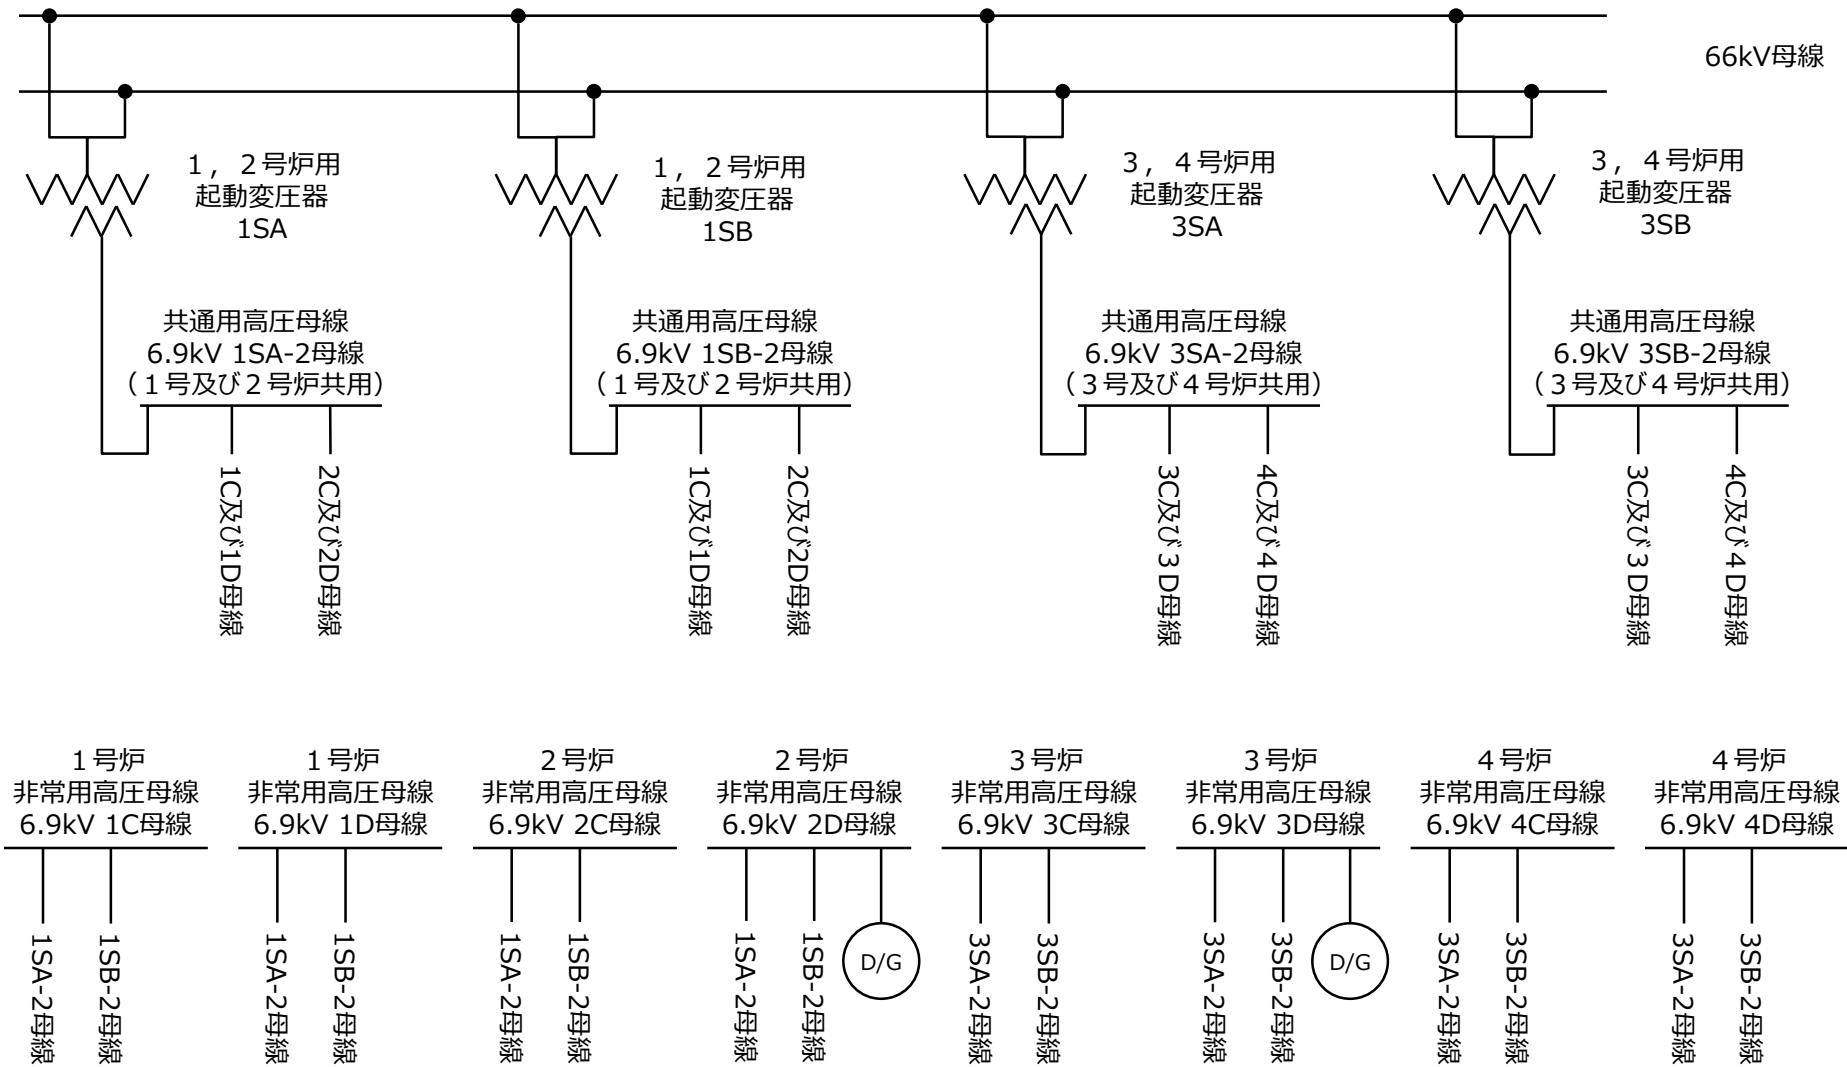 66kV母線
１，２号炉用
起動変圧器
1SA
１，２号炉用
起動変圧器
1SB
３，４号炉用
起動変圧器
3SA
３，４号炉用
起動変圧器
3SB
共通用高圧母線
6.9kV 1SA-2母線
（１号及び２号炉共用）
共通用高圧母線
6.9kV 1SB-2母線
（１号及び２号炉共用）
共通用高圧母線
6.9kV 3SA-2母線
（３号及び４号炉共用）
共通用高圧母線
6.9kV 3SB-2母線
（３号及び４号炉共用）
1C及び1D母線
2C及び2D母線
1C及び1D母線
2C及び2D母線
3C及び３D母線
4C及び４D母線
3C及び３D母線
4C及び４D母線
１号炉
非常用高圧母線
6.9kV 1C母線
１号炉
非常用高圧母線
6.9kV 1D母線
２号炉
非常用高圧母線
6.9kV 2C母線
２号炉
非常用高圧母線
6.9kV 2D母線
３号炉
非常用高圧母線
6.9kV 3C母線
３号炉
非常用高圧母線
6.9kV 3D母線
４号炉
非常用高圧母線
6.9kV 4C母線
４号炉
非常用高圧母線
6.9kV 4D母線
1SA-2母線
1SB-2母線
1SA-2母線
1SB-2母線
1SA-2母線
1SB-2母線
1SA-2母線
1SB-2母線
D/G
3SA-2母線
3SB-2母線
3SA-2母線
3SB-2母線
D/G
3SA-2母線
3SB-2母線
3SA-2母線
3SB-2母線